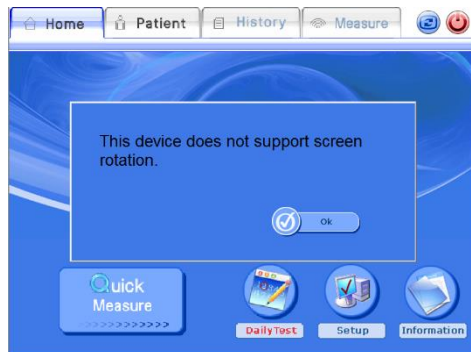 Home
Patient
History
Measure
This device does not support screen
rotation.
Ok
Quick
Measure
>>>>>>>>>>>>
DailyTest
Setup
Information